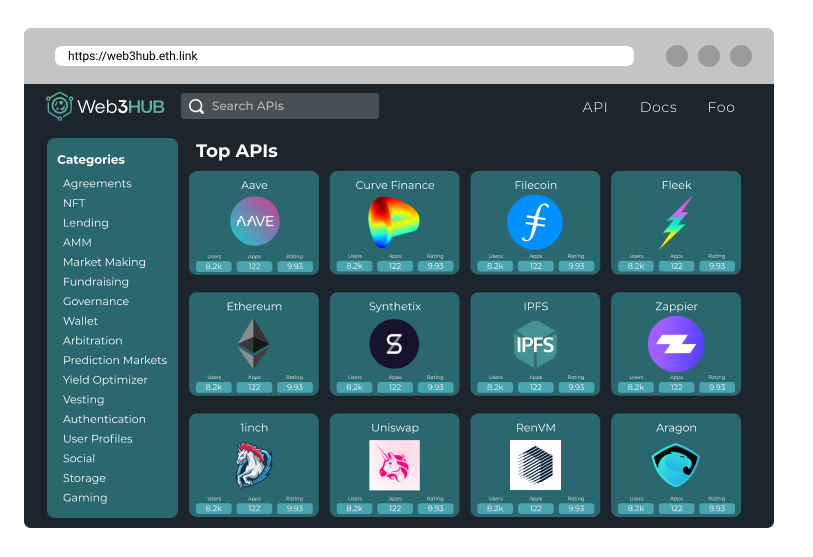 https://web3hub.eth.link
Web3HUB
Search APIs
API Docs Foo
Categories
Agreements
NFT
Lending
AMM
Market Making
Fundraising
Governance
Wallet
Arbitration
Prediction Markets
Yield Optimizer
Vesting
Authentication
User Profiles
Social
Storage
Gaming
Top APIs
Aave
AAVE
Users Apps Rating
8.2k 122 9.93
Curve Finance
Users Apps Rating
8.2k 122 9.93
Filecoin
Users Apps Rating
8.2k 122 9.93
Fleek
Users Apps Rating
8.2k 122 9.93
Ethereum
Users Apps Rating
8.2k 122 9.93
Synthetix
Users Apps Rating
8.2k 122 9.93
IPFS
IPFS
Users Apps Rating
8.2k 122 9.93
Zappier
Users Apps Rating
8.2k 122 9.93
1inch
Users Apps Rating
8.2k 122 9.93
Uniswap
Users Apps Rating
8.2k 122 9.93
RenVM
Users Apps Rating
8.2k 122 9.93
Aragon
Users Apps Rating
8.2k 122 9.93